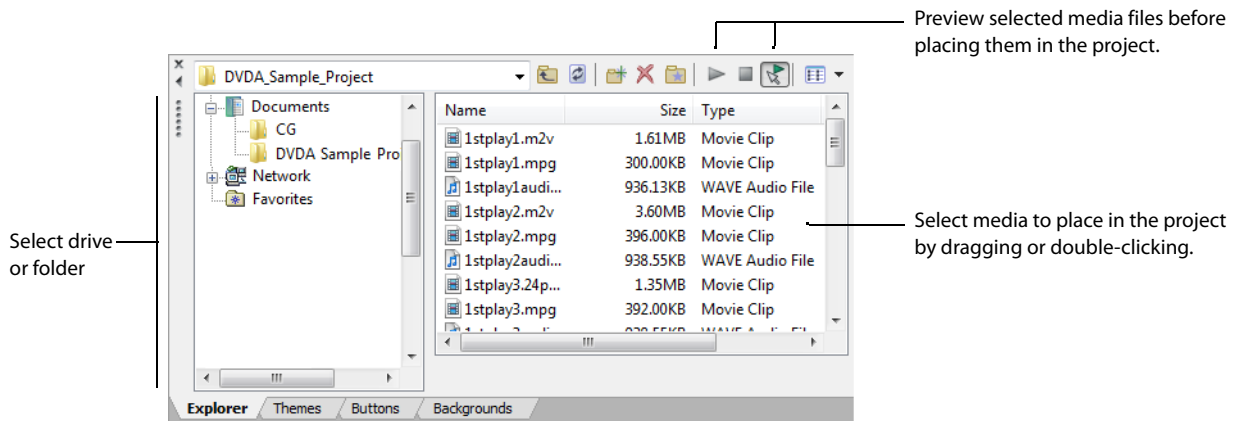 Preview selected media files before
placing them in the project.
DVDA_Sample_Project
Documents
CG
DVDA Sample Pro
Network
Favorites
Name Size Type
1stplay1.m2v 1.61MB Movie Clip
1stplay1.mpg 300.00KB Movie Clip
1stplay1audi... 936.13KB WAVE Audio File
1stplay2.m2v 3.60MB Movie Clip
1stplay2.mpg 396.00KB Movie Clip
1stplay2audi... 938.55KB WAVE Audio File
1stplay3.24p... 1.35MB Movie Clip
1stplay3.mpg 392.00KB Movie Clip
Select drive
or folder
Select media to place in the project
by dragging or double-clicking.
Explorer Themes Buttons Backgrounds